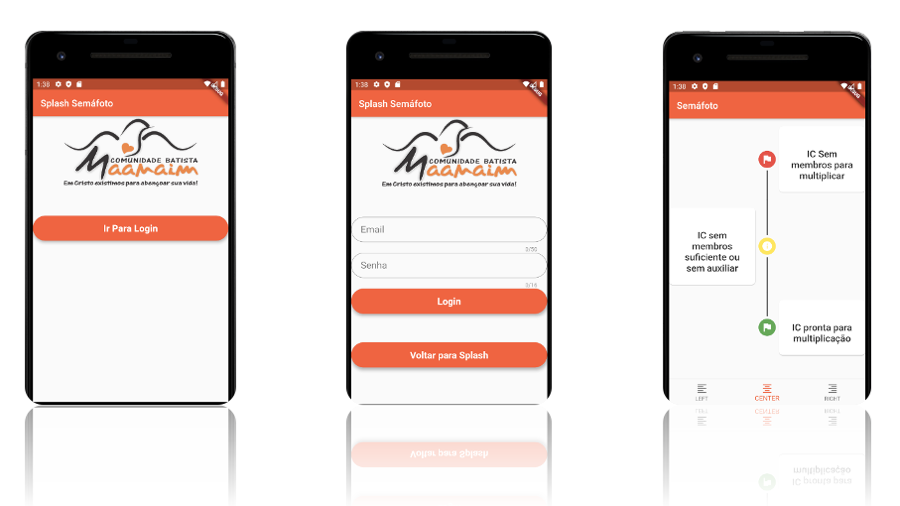 1:38
DEBUG
Splash Semáfoto
COMUNIDADE BATISTA
Maanaim
Em Cristo existimos para abençoar sua vida!
Ir Para Login
1:38
DEBUG
Splash Semáfoto
COMUNIDADE BATISTA
Maanaim
Em Cristo existimos para abençoar sua vida!
Email
0/50
Senha
0/16
Login
Voltar para Splash
1:38
DEBUG
Semáfoto
IC Sem
membros para
multiplicar
IC sem
membros
suficiente ou
sem auxiliar
IC pronta para
multiplicação
LEFT
CENTER
RIGHT